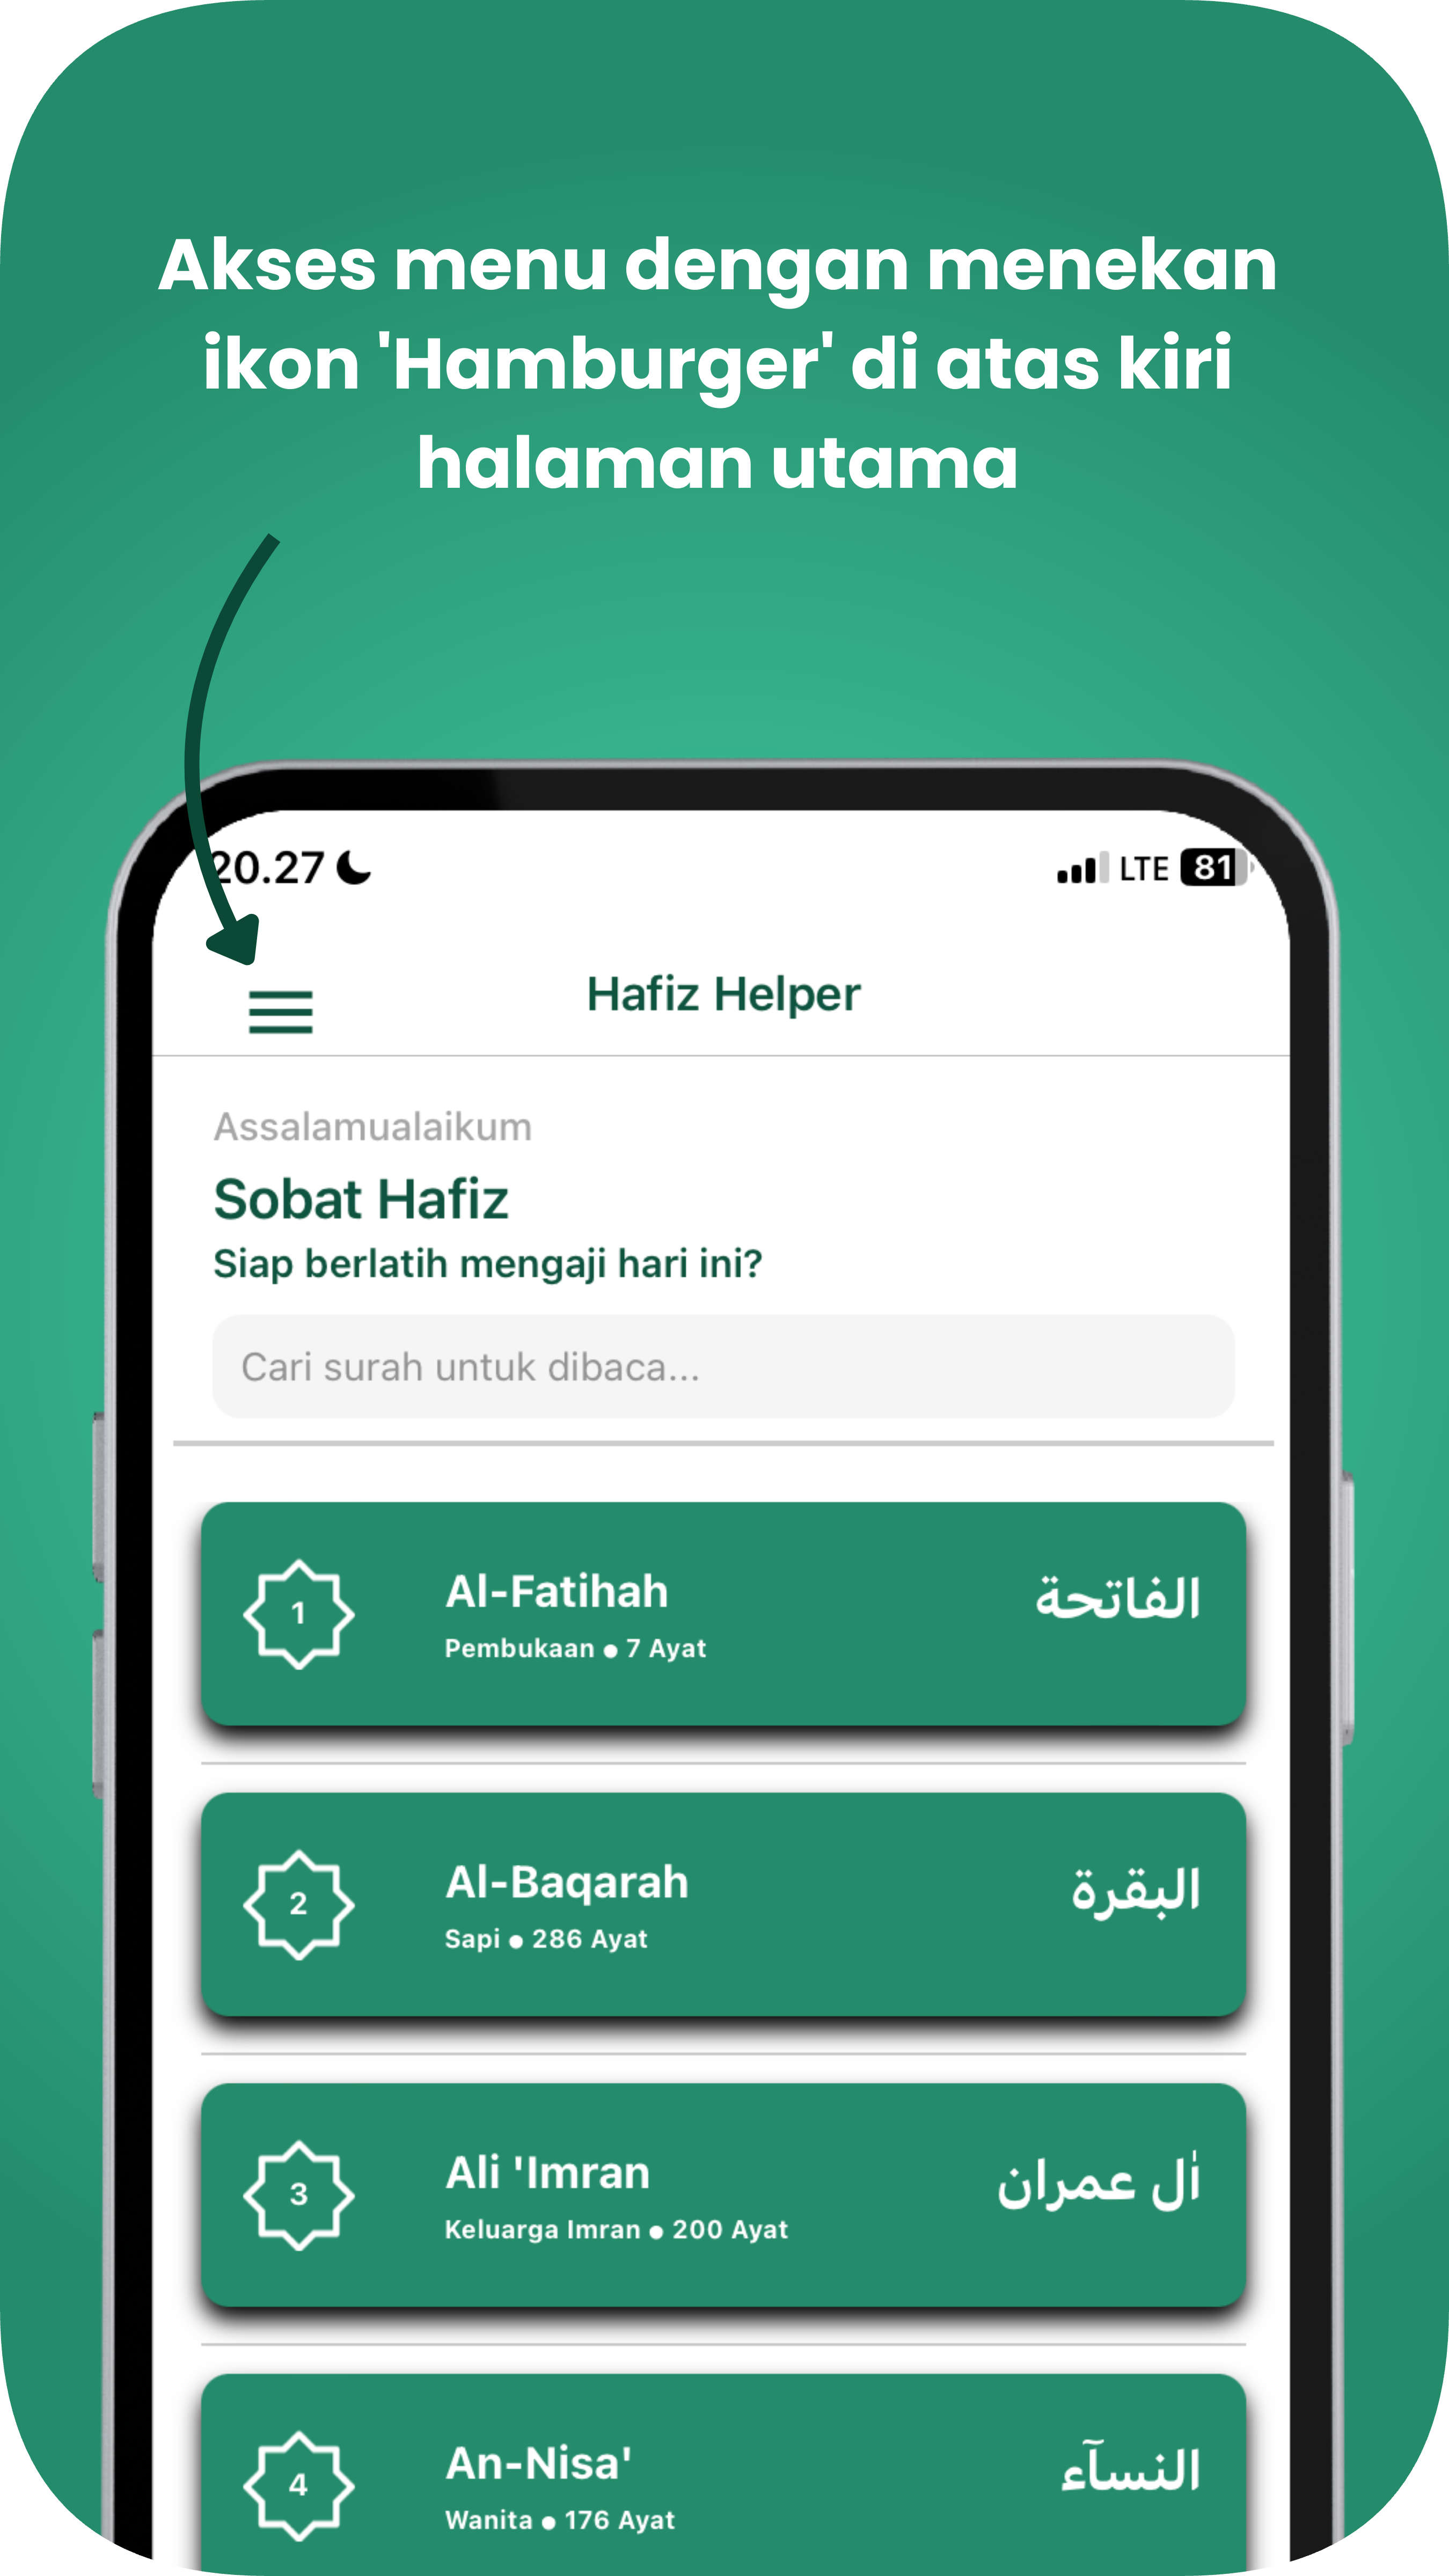 Akses menu dengan menekan
ikon 'Hamburger' di atas kiri
halaman utama
20.27 LTE 81
Hafiz Helper
Assalamualaikum
Sobat Hafiz
Siap berlatih mengaji hari ini?
Cari surah untuk dibaca...
1 Al-Fatihah الفاتحة
Pembukaan ● 7 Ayat
2 Al-Baqarah البقرة
Sapi ● 286 Ayat
3 Ali 'Imran اٰل عمران
Keluarga Imran ● 200 Ayat
4 An-Nisa' النسآء
Wanita ● 176 Ayat